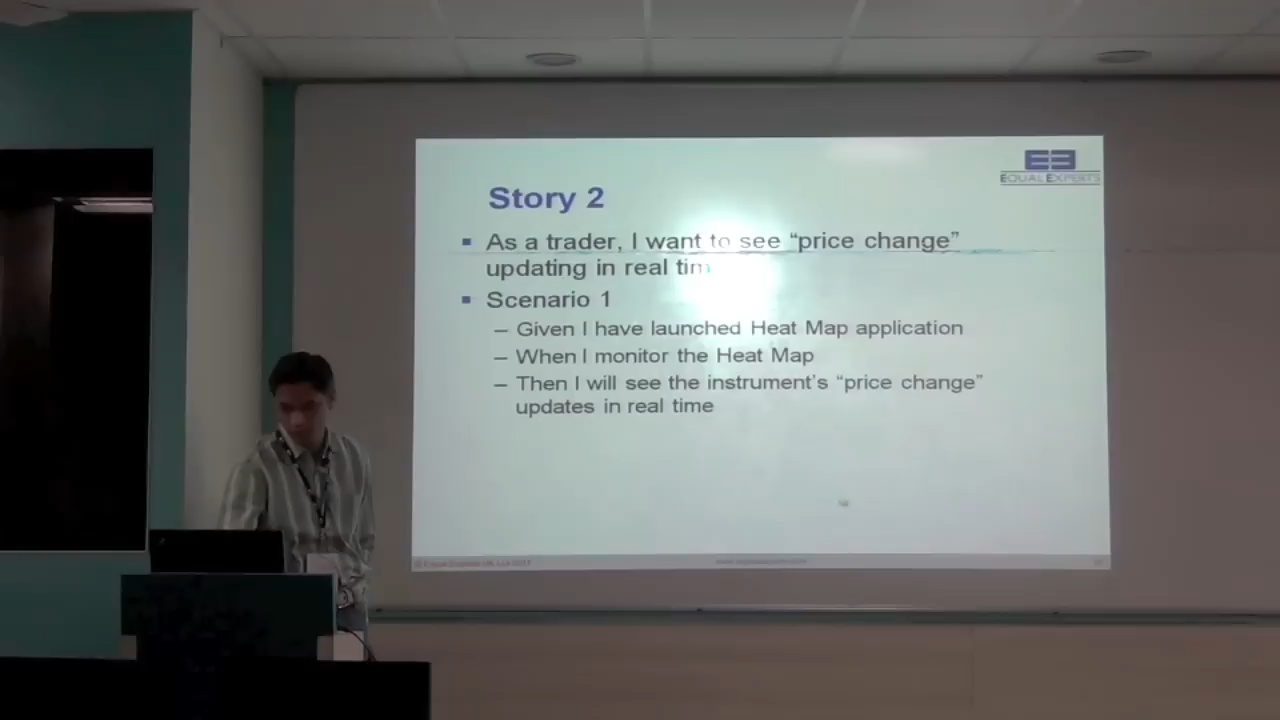 EQUAL EXPERTS
Story 2
As a trader, I want to see “price change”
updating in real tim
Scenario 1
– Given I have launched Heat Map application
– When I monitor the Heat Map
– Then I will see the instrument's “price change”
updates in real time